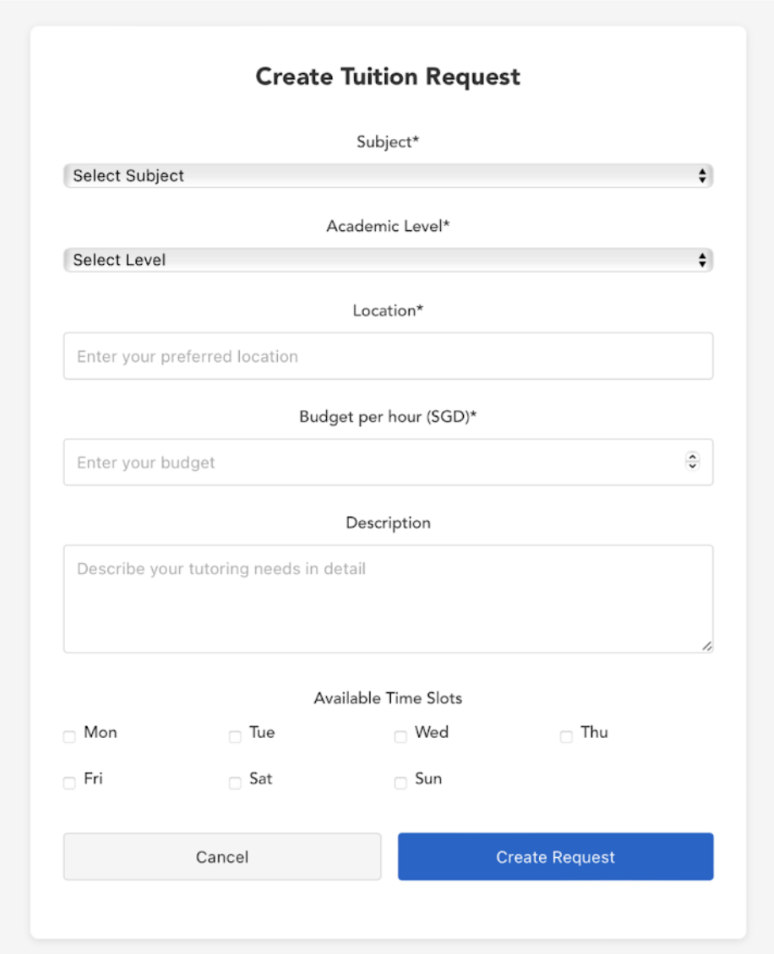 Create Tuition Request
Subject*
Select Subject
Academic Level*
Select Level
Location*
Enter your preferred location
Budget per hour (SGD)*
Enter your budget
Description
Describe your tutoring needs in detail
Available Time Slots
Mon Tue Wed Thu
Fri Sat Sun
Cancel Create Request